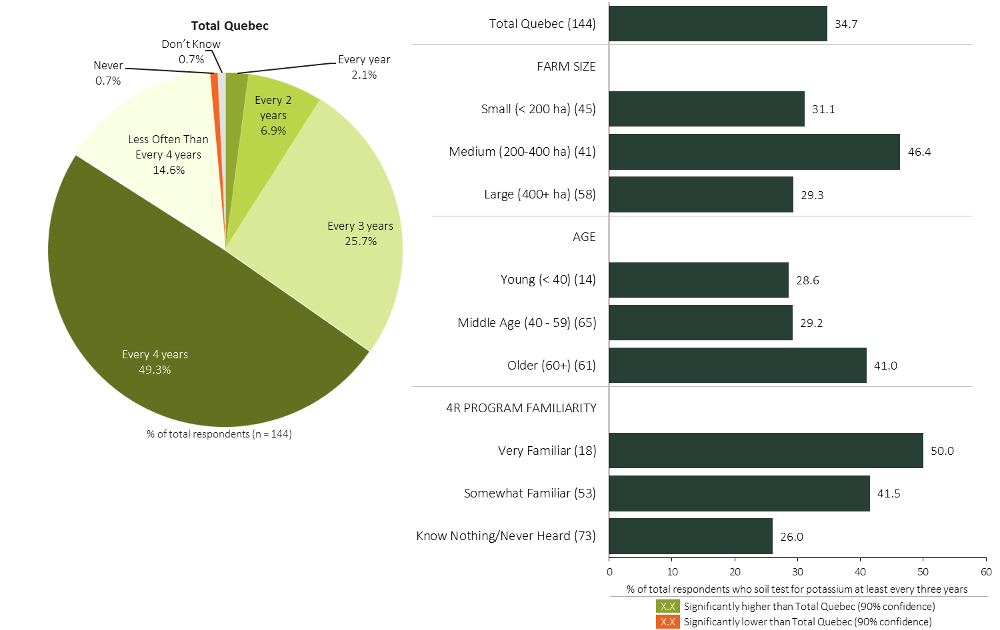 Total Quebec
Don't Know
0.7%
Never
0.7%
Every year
2.1%
Every 2
years
6.9%
Less Often Than
Every 4 years
14.6%
Every 3 years
25.7%
Every 4 years
49.3%
% of total respondents (n = 144)
Total Quebec (144)
34.7
FARM SIZE
Small (< 200 ha) (45)
31.1
Medium (200-400 ha) (41)
46.4
Large (400+ ha) (58)
29.3
AGE
Young (< 40) (14)
28.6
Middle Age (40 - 59) (65)
29.2
Older (60+) (61)
41.0
4R PROGRAM FAMILIARITY
Very Familiar (18)
50.0
Somewhat Familiar (53)
41.5
Know Nothing/Never Heard (73)
26.0
0 10 20 30 40 50 60
% of total respondents who soil test for potassium at least every three years
X.X Significantly higher than Total Quebec (90% confidence)
X.X Significantly lower than Total Quebec (90% confidence)